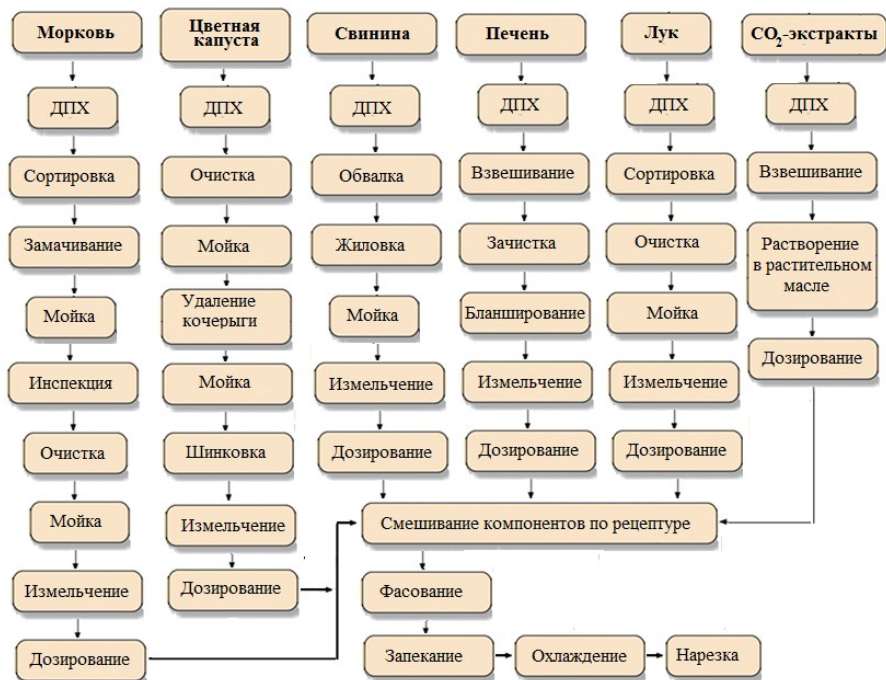 Морковь
Цветная
капуста
Свинина
Печень
Лук
CO2-экстракты
ДПХ
ДПХ
ДПХ
ДПХ
ДПХ
ДПХ
Сортировка
Очистка
Обвалка
Взвешивание
Сортировка
Взвешивание
Замачивание
Мойка
Жиловка
Зачистка
Очистка
Растворение
в растительном
масле
Мойка
Удаление
кочерыги
Мойка
Бланширование
Мойка
Инспекция
Мойка
Измельчение
Измельчение
Измельчение
Дозирование
Очистка
Шинковка
Дозирование
Дозирование
Дозирование
Мойка
Измельчение
Смешивание компонентов по рецептуре
Измельчение
Дозирование
Фасование
Дозирование
Запекание
Охлаждение
Нарезка